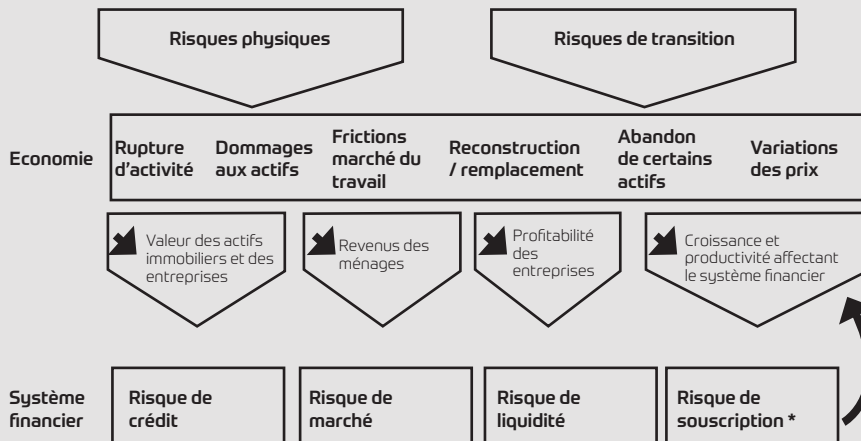 Risques physiques
Risques de transition
Economie
Rupture
d'activité
Dommages
aux actifs
Frictions
marché du
travail
Reconstruction
/ remplacement
Abandon
de certains
actifs
Variations
des prix
Valeur des actifs
immobiliers et des
entreprises
Revenus des
ménages
Profitabilité
des
entreprises
Croissance et
productivité affectant
le système financier
Système
financier
Risque de
crédit
Risque de
marché
Risque de
liquidité
Risque de
souscription *